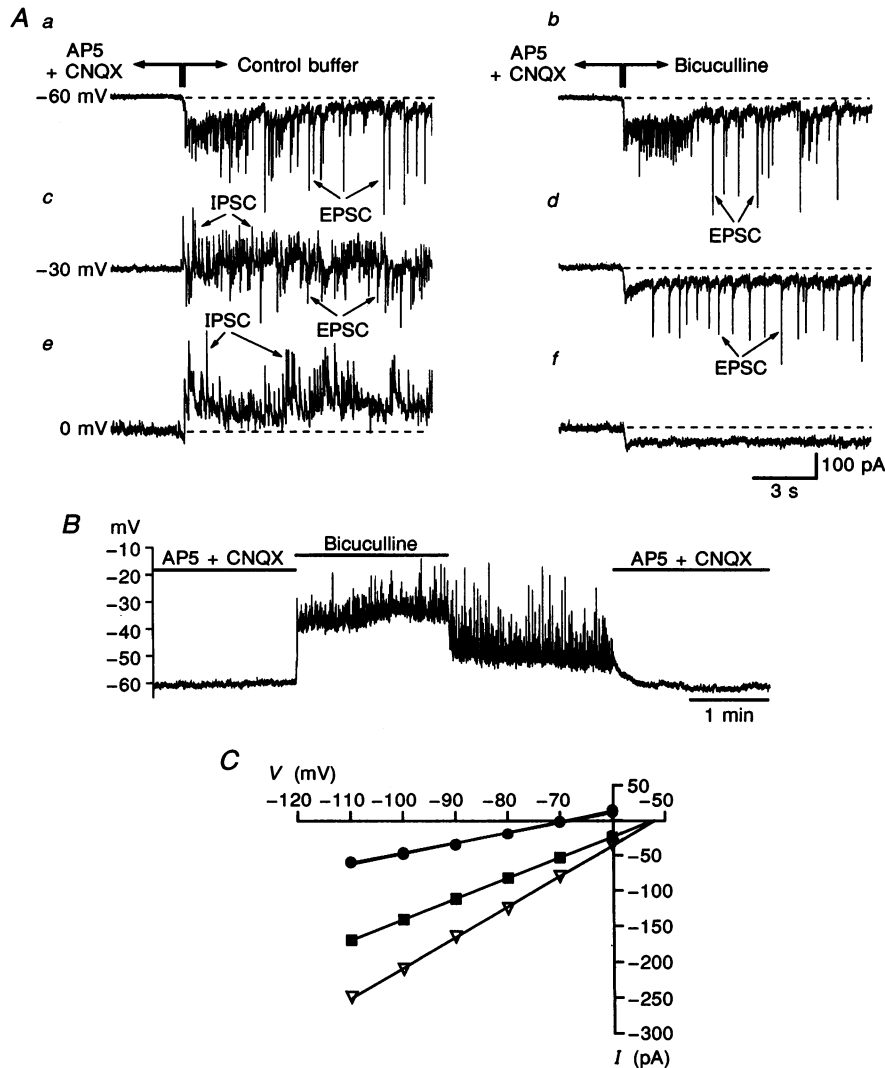 A
a
AP5
+ CNQX
Control buffer
−60 mV
b
AP5
+ CNQX
Bicuculline
c
IPSC
EPSC
−30 mV
d
EPSC
IPSC
EPSC
e
0 mV
EPSC
f
100 pA
3 s
B
mV
−10
−20
−30
−40
−50
−60
AP5 + CNQX
Bicuculline
AP5 + CNQX
1 min
C
V (mV)
−120 −110 −100 −90 −80 −70 −50
50
−50
−100
−150
−200
−250
−300
I (pA)